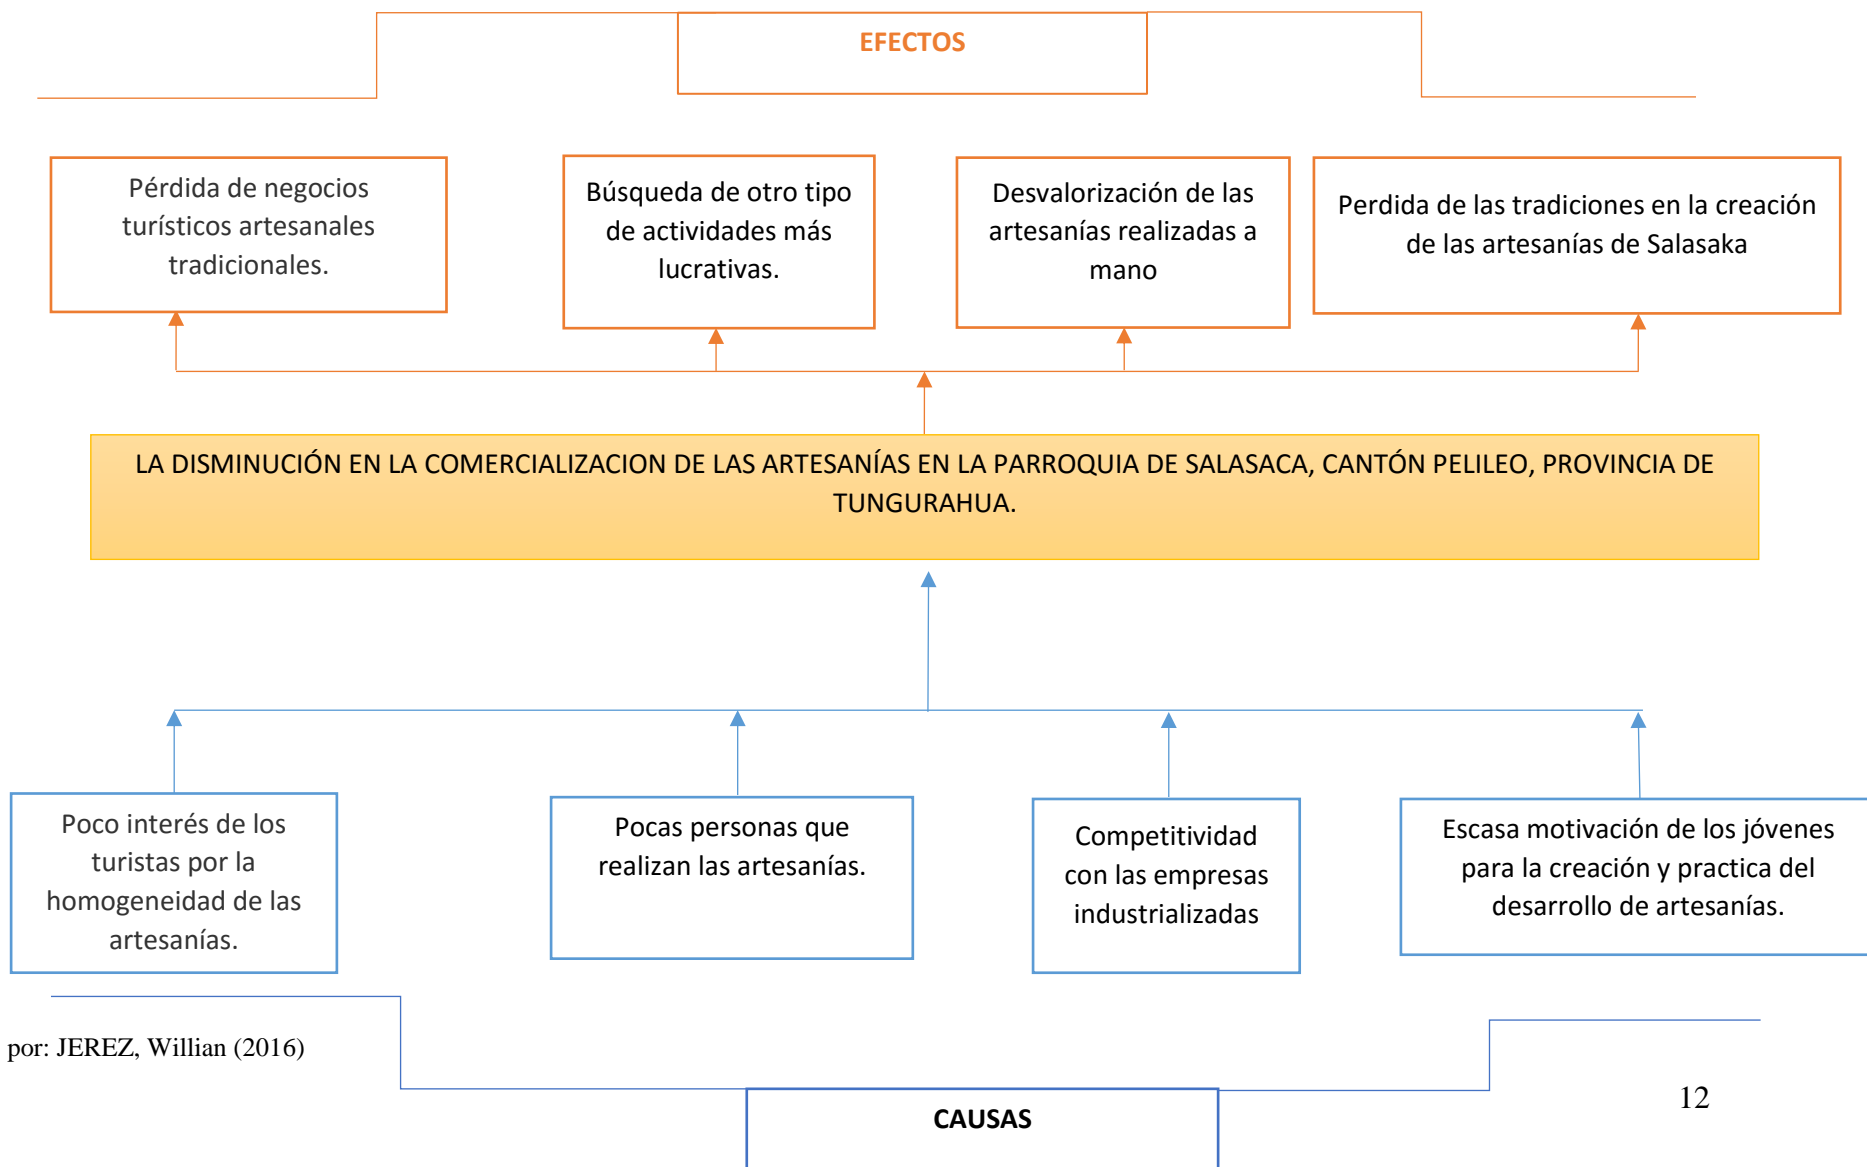 EFECTOS
Pérdida de negocios
turísticos artesanales
tradicionales.
Búsqueda de otro tipo
de actividades más
lucrativas.
Desvalorización de las
artesanías realizadas a
mano
Perdida de las tradiciones en la creación
de las artesanías de Salasaka
LA DISMINUCIÓN EN LA COMERCIALIZACION DE LAS ARTESANÍAS EN LA PARROQUIA DE SALASACA, CANTÓN PELILEO, PROVINCIA DE
TUNGURAHUA.
Poco interés de los
turistas por la
homogeneidad de las
artesanías.
Pocas personas que
realizan las artesanías.
Competitividad
con las empresas
industrializadas
Escasa motivación de los jóvenes
para la creación y practica del
desarrollo de artesanías.
por: JEREZ, Willian (2016)
CAUSAS
12